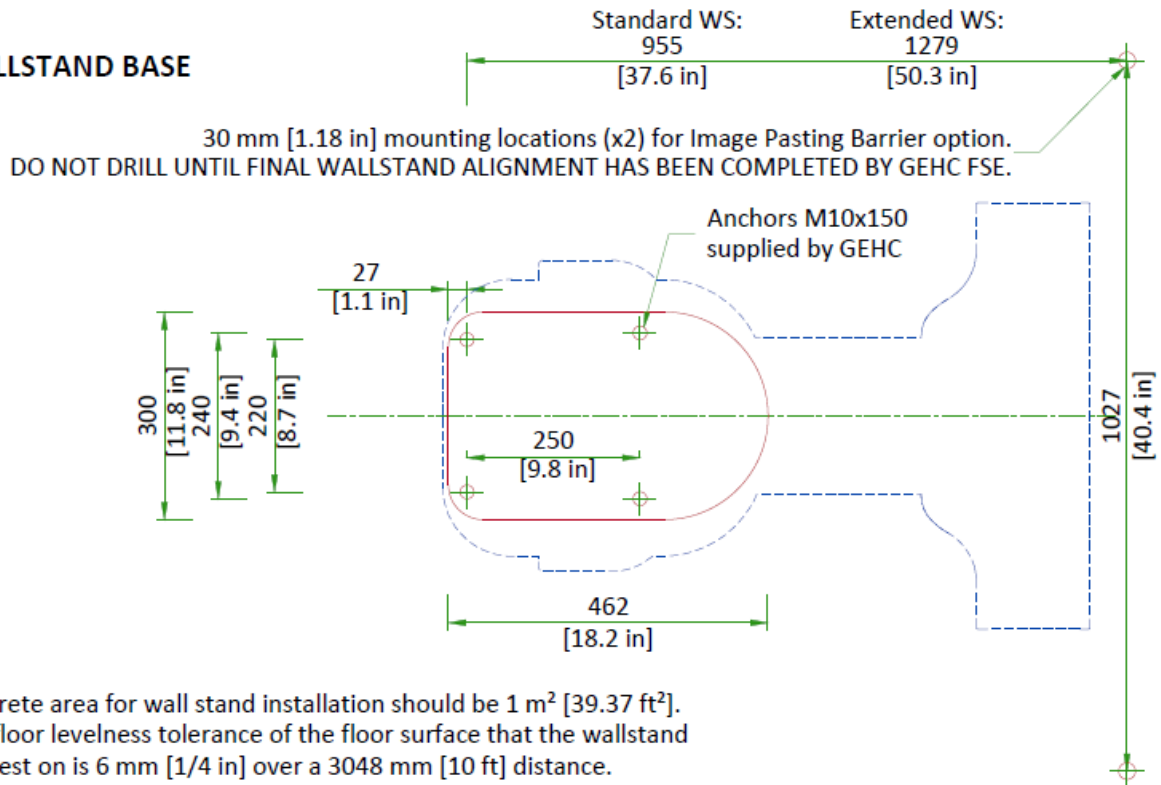 Standard WS:
955
[37.6 in]
Extended WS:
1279
[50.3 in]
LLSTAND BASE
30 mm [1.18 in] mounting locations (x2) for Image Pasting Barrier option.
DO NOT DRILL UNTIL FINAL WALLSTAND ALIGNMENT HAS BEEN COMPLETED BY GEHC FSE.
Anchors M10x150
supplied by GEHC
27
[1.1 in]
300
[11.8 in]
240
[9.4 in]
220
[8.7 in]
250
[9.8 in]
1027
[40.4 in]
462
[18.2 in]
rete area for wall stand installation should be 1 m² [39.37 ft²].
loor levelness tolerance of the floor surface that the wallstand
est on is 6 mm [1/4 in] over a 3048 mm [10 ft] distance.